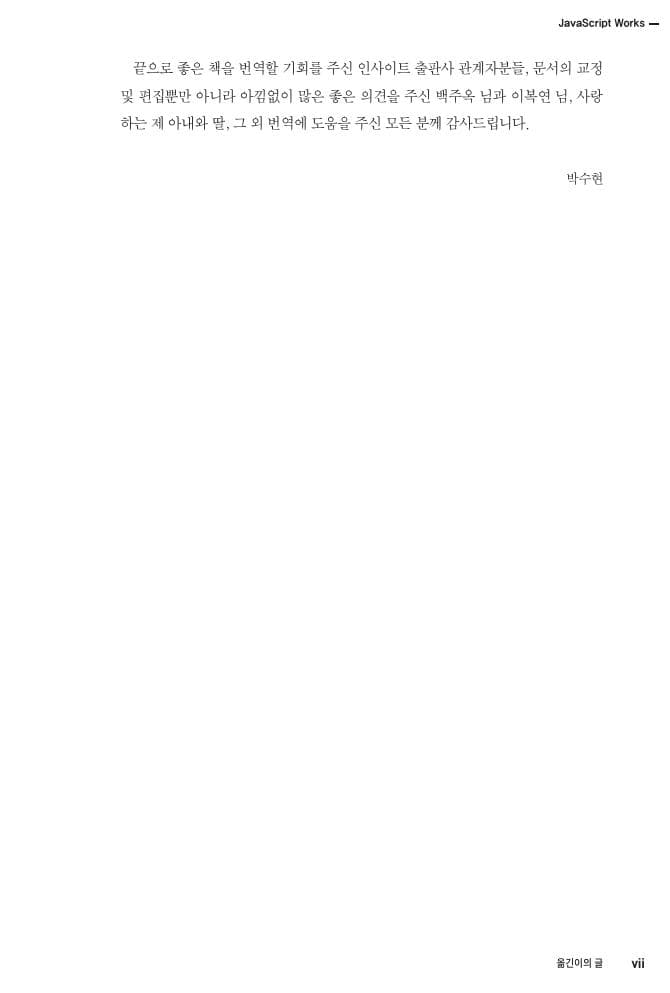 JavaScript Works
끝으로 좋은 책을 번역할 기회를 주신 인사이트 출판사 관계자분들, 문서의 교정
및 편집뿐만 아니라 아낌없이 많은 좋은 의견을 주신 백주옥 님과 이복연 님, 사랑
하는 제 아내와 딸, 그 외 번역에 도움을 주신 모든 분께 감사드립니다.
박수현
옮긴이의 글 vii